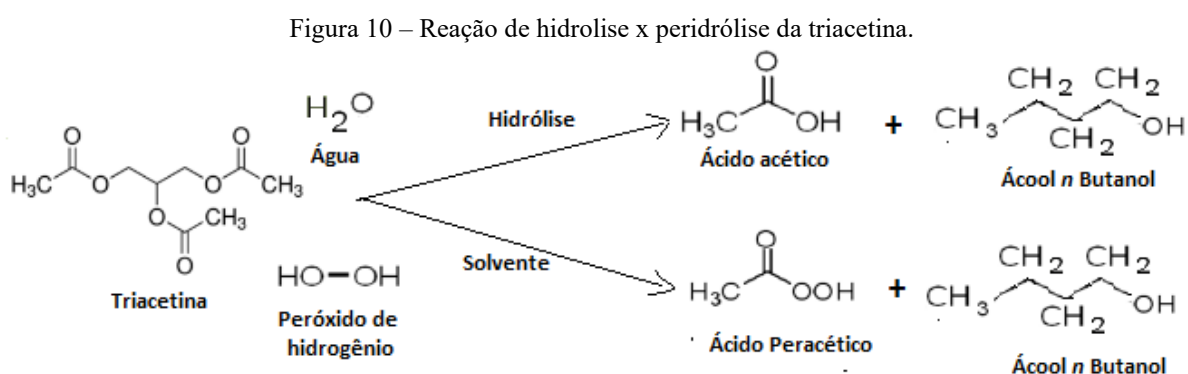 Figura 10 – Reação de hidrolise x peridrólise da triacetina.
H3C O O O CH3
O CH3
O
O
Triacetina
H2O
Água
HO–OH
Peróxido de
hidrogênio
Hidrólise
Solvente
O
H3C OH
Ácido acético
+
CH2 CH2
CH3 OH
CH2
Ácool n Butanol
O
H3C OOH
Ácido Peracético
+
CH2 CH2
CH3 OH
CH2
Ácool n Butanol